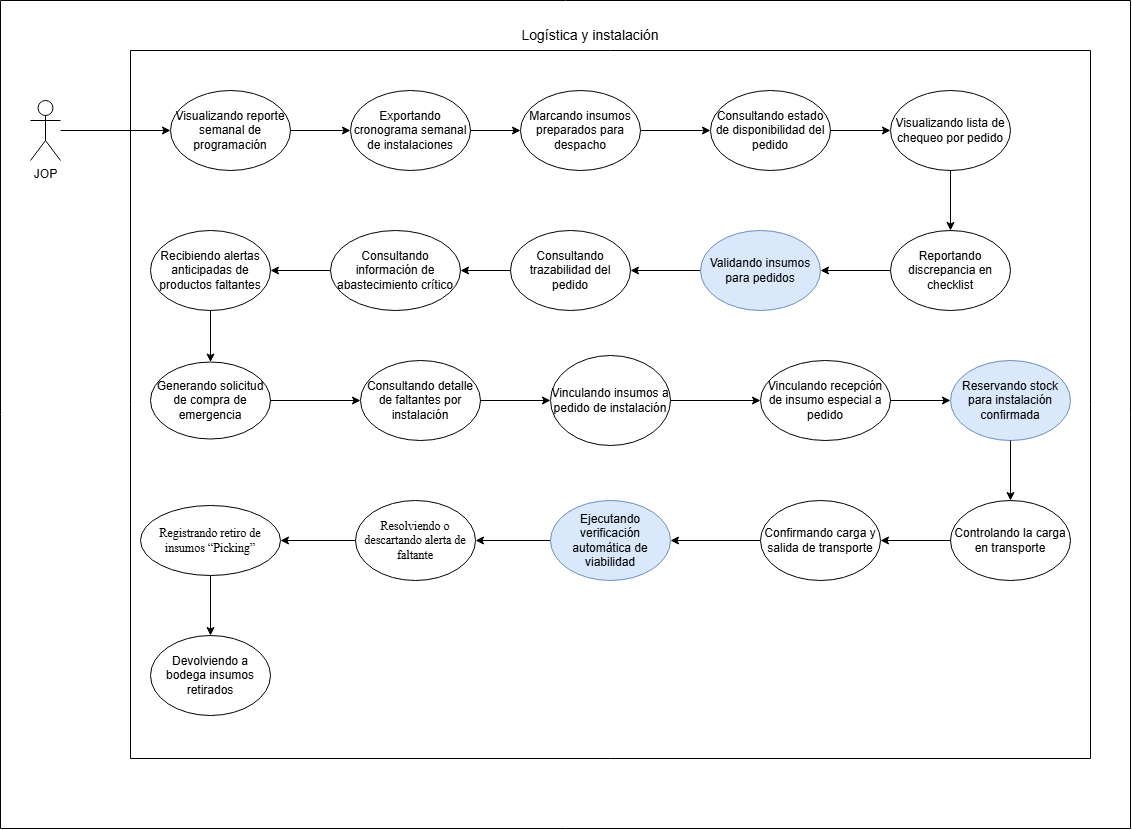 Logística y instalación
JOP
Visualizando reporte
semanal de
programación
Exportando
cronograma semanal
de instalaciones
Marcando insumos
preparados para
despacho
Consultando estado
de disponibilidad del
pedido
Visualizando lista de
chequeo por pedido
Reportando
discrepancia en
checklist
Validando insumos
para pedidos
Consultando
trazabilidad del
pedido
Consultando
información de
abastecimiento crítico
Recibiendo alertas
anticipadas de
productos faltantes
Generando solicitud
de compra de
emergencia
Consultando detalle
de faltantes por
instalación
Vinculando insumos a
pedido de instalación
Vinculando recepción
de insumo especial a
pedido
Reservando stock
para instalación
confirmada
Controlando la carga
en transporte
Confirmando carga y
salida de transporte
Ejecutando
verificación
automática de
viabilidad
Resolviendo o
descartando alerta de
faltante
Registrando retiro de
insumos “Picking”
Devolviendo a
bodega insumos
retirados